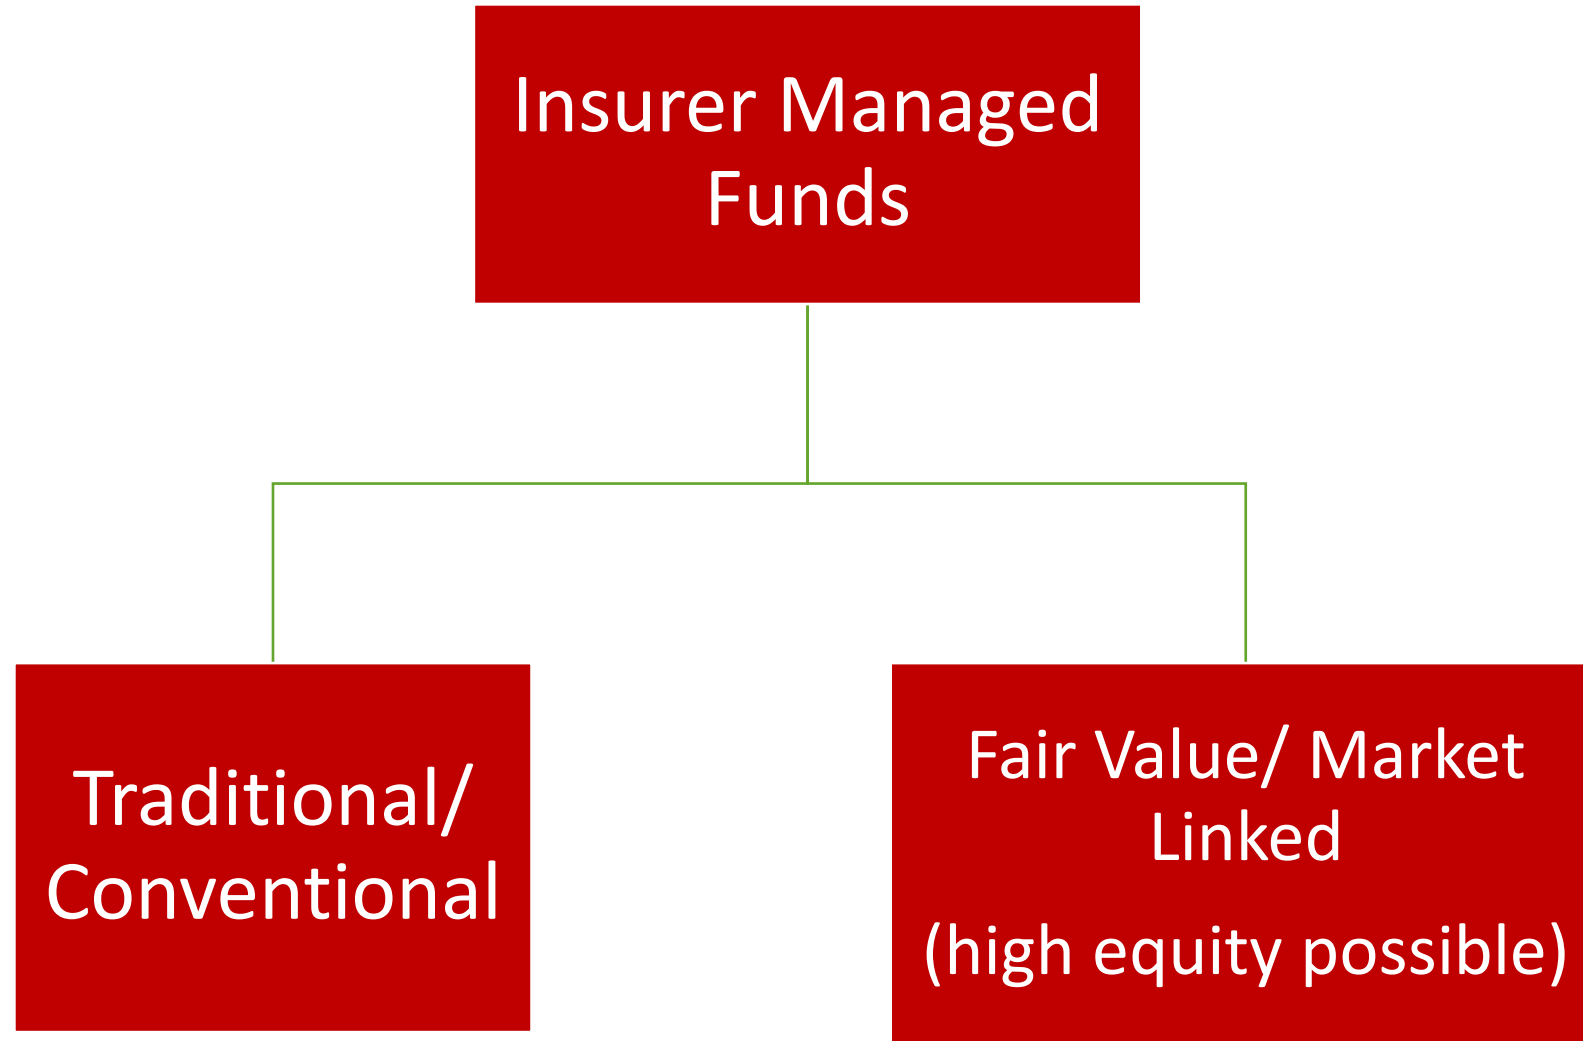 Insurer Managed
Funds
Traditional/
Conventional
Fair Value/ Market
Linked
(high equity possible)